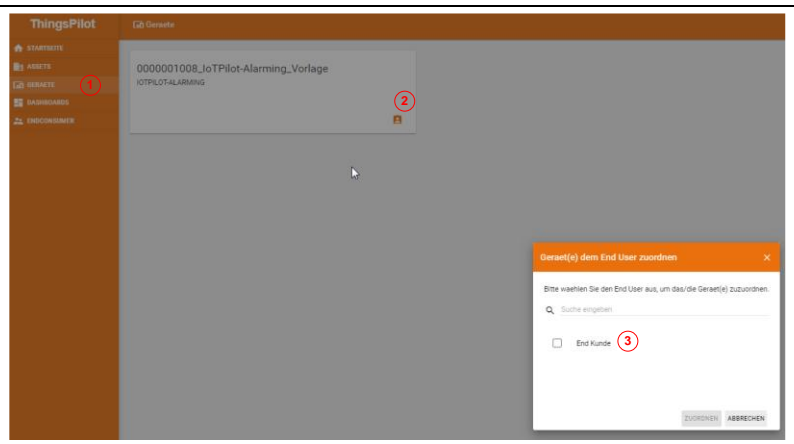 ThingsPilot
Geraete
STARTSEITE
ASSETS
GERAETE
1
DASHBOARDS
ENDCONSUMER
0000001008_IoTPilot-Alarming_Vorlage
IOTPILOT-ALARMING
2
Geraet(e) dem End User zuordnen
Bitte waehlen Sie den End User aus, um das/die Geraet(e) zuzuordnen.
Suche eingeben
End Kunde
3
ZUORDNEN ABBRECHEN